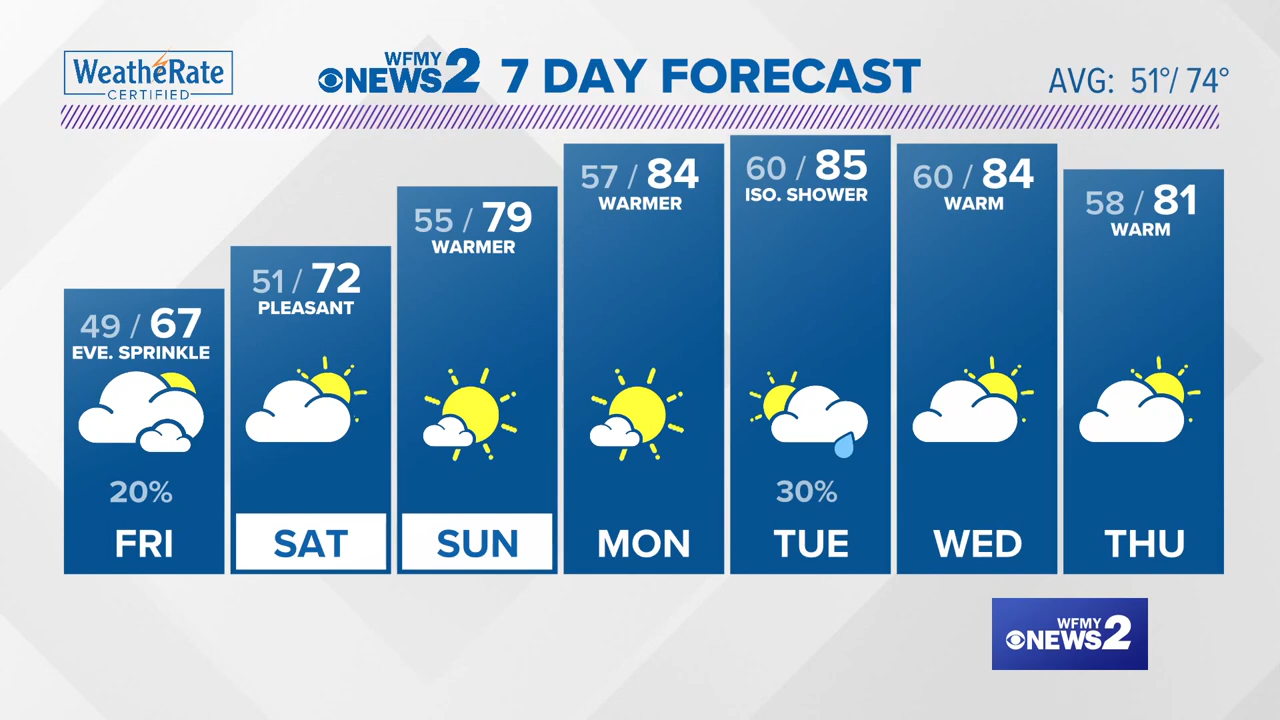 WeatheRate
CERTIFIED
WFMY
NEWS 2
7 DAY FORECAST
AVG: 51°/ 74°
49 / 67
EVE. SPRINKLE
20%
FRI
51 / 72
PLEASANT
SAT
55 / 79
WARMER
SUN
57 / 84
WARMER
MON
60 / 85
ISO. SHOWER
30%
TUE
60 / 84
WARM
WED
58 / 81
WARM
THU
WFMY
NEWS 2